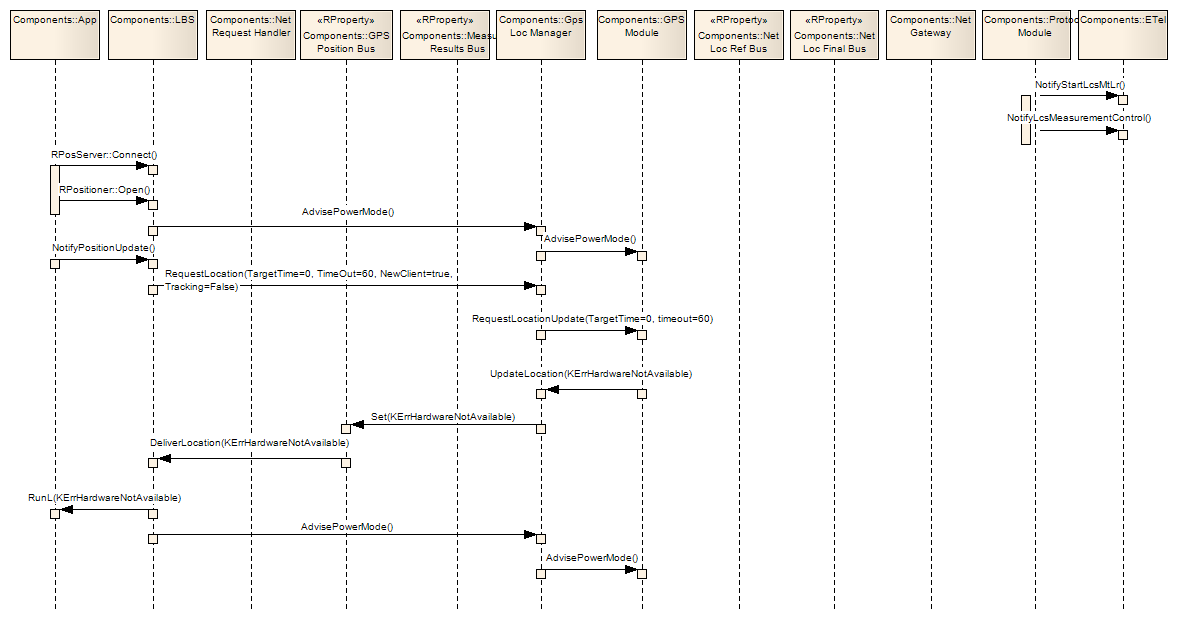 Components::App
Components::LBS
Components::Net
Request Handler
«RProperty»
Components::GPS
Position Bus
«RProperty»
Components::Measu
Results Bus
Components::Gps
Loc Manager
Components::GPS
Module
«RProperty»
Components::Net
Loc Ref Bus
«RProperty»
Components::Net
Loc Final Bus
Components::Net
Gateway
Components::Protoc
Module
Components::ETel
NotifyStartLcsMtLr()
NotifyLcsMeasurementControl()
RPosServer::Connect()
RPositioner::Open()
AdvisePowerMode()
AdvisePowerMode()
NotifyPositionUpdate()
RequestLocation(TargetTime=0, TimeOut=60, NewClient=true,
Tracking=False)
RequestLocationUpdate(TargetTime=0, timeout=60)
UpdateLocation(KErrHardwareNotAvailable)
Set(KErrHardwareNotAvailable)
DeliverLocation(KErrHardwareNotAvailable)
RunL(KErrHardwareNotAvailable)
AdvisePowerMode()
AdvisePowerMode()